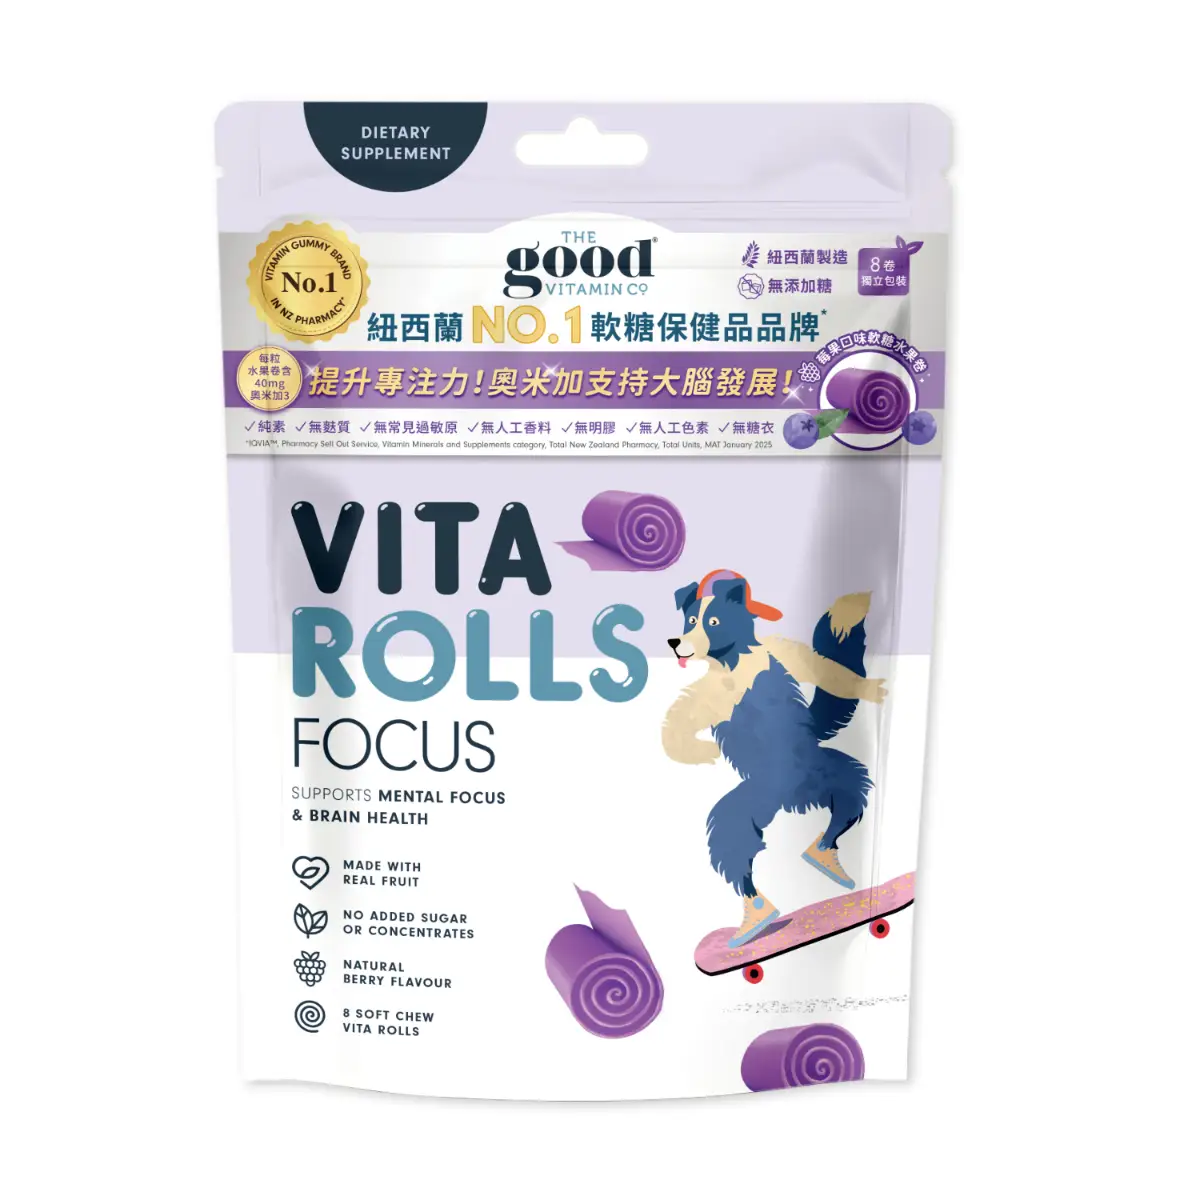 DIETARY
SUPPLEMENT
VITAMIN GUMMY BRAND
No.1
IN NZ PHARMACY*
THE
good®
VITAMIN CO
紐西蘭製造
無添加糖
8卷
獨立包裝
紐西蘭NO.1軟糖保健品品牌*
每粒
水果卷含
40mg
奧米加3
提升專注力!奧米加支持大腦發展!
莓果口味軟糖水果卷
✓純素 ✓無麩質 ✓無常見過敏原 ✓無人工香料 ✓無明膠 ✓無人工色素 ✓無糖衣
*IQVIA™, Pharmacy Sell Out Service, Vitamin Minerals and Supplements category, Total New Zealand Pharmacy, Total Units, MAT January 2025
VITA
ROLLS
FOCUS
SUPPORTS MENTAL FOCUS
& BRAIN HEALTH
MADE WITH
REAL FRUIT
NO ADDED SUGAR
OR CONCENTRATES
NATURAL
BERRY FLAVOUR
8 SOFT CHEW
VITA ROLLS